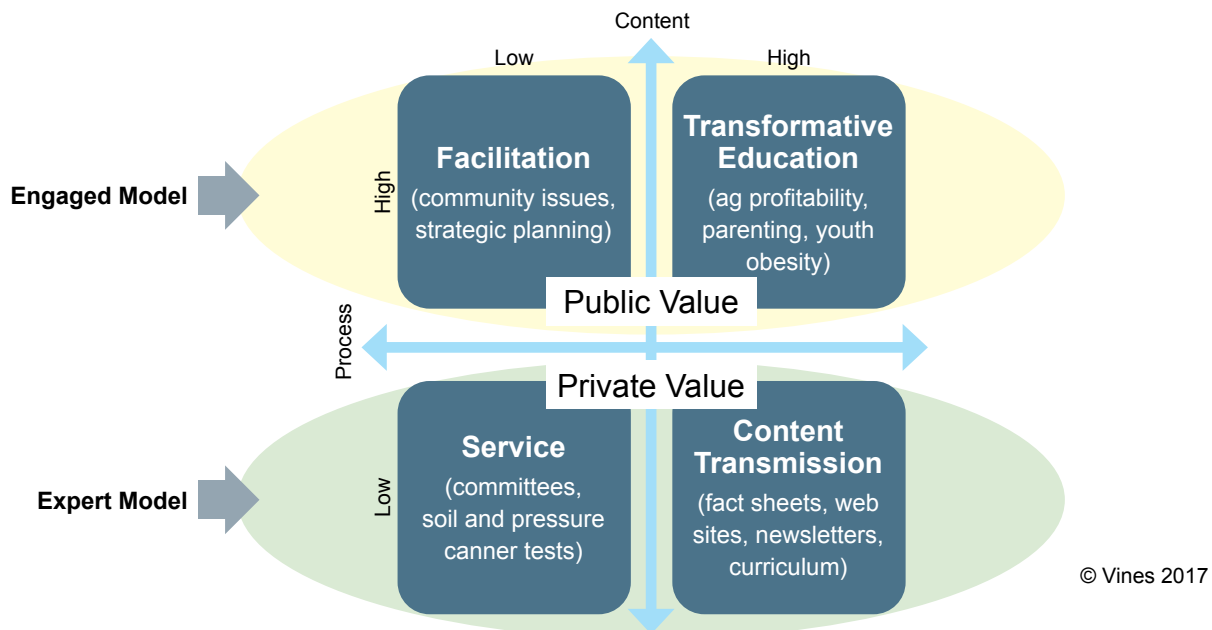 Content
Low
High
Engaged Model
High
Facilitation
(community issues,
strategic planning)
Transformative
Education
(ag profitability,
parenting, youth
obesity)
Public Value
Process
Private Value
Expert Model
Low
Service
(committees,
soil and pressure
canner tests)
Content
Transmission
(fact sheets, web
sites, newsletters,
curriculum)
© Vines 2017